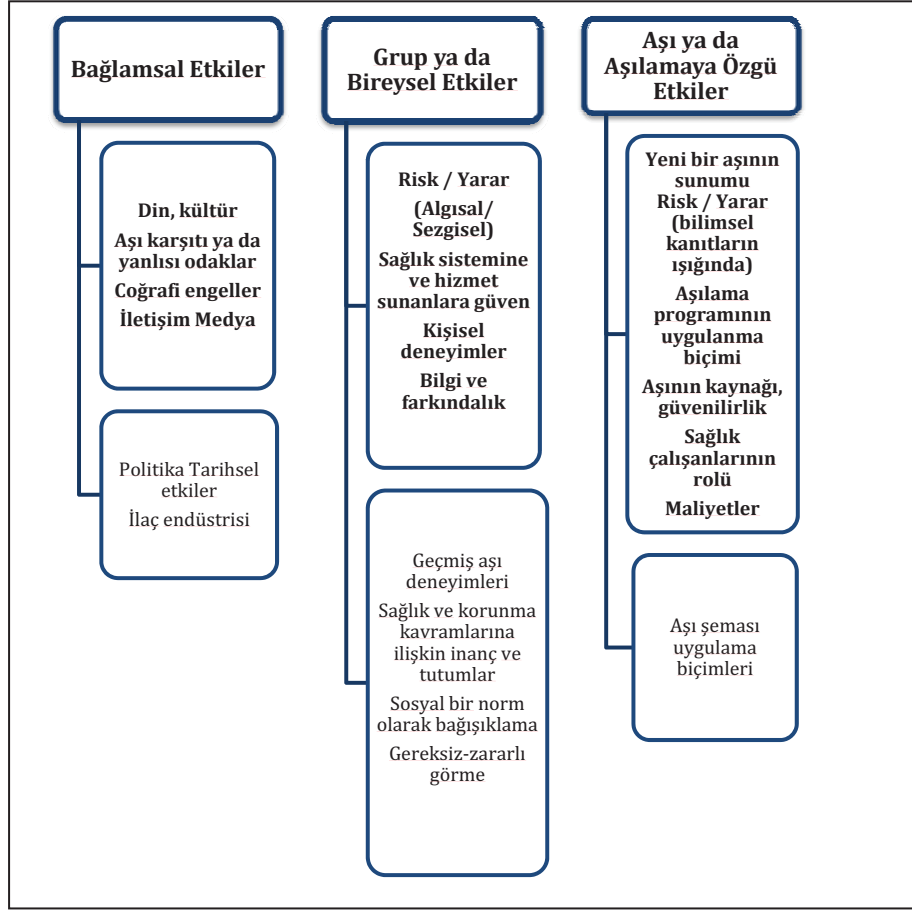 Bağlamsal Etkiler
Din, kültür
Aşı karşıtı ya da
yanlısı odaklar
Coğrafi engeller
İletişim Medya
Politika Tarihsel
etkiler
İlaç endüstrisi
Grup ya da
Bireysel Etkiler
Risk / Yarar
(Algısal/
Sezgisel)
Sağlık sistemine
ve hizmet
sunanlara güven
Kişisel
deneyimler
Bilgi ve
farkındalık
Geçmiş aşı
deneyimleri
Sağlık ve korunma
kavramlarına
ilişkin inanç ve
tutumlar
Sosyal bir norm
olarak bağışıklama
Gereksiz-zararlı
görme
Aşı ya da
Aşılamaya Özgü
Etkiler
Yeni bir aşının
sunumu
Risk / Yarar
(bilimsel
kanıtların
ışığında)
Aşılama
programının
uygulanma
biçimi
Aşının kaynağı,
güvenilirlik
Sağlık
çalışanlarının
rolü
Maliyetler
Aşı şeması
uygulama
biçimleri